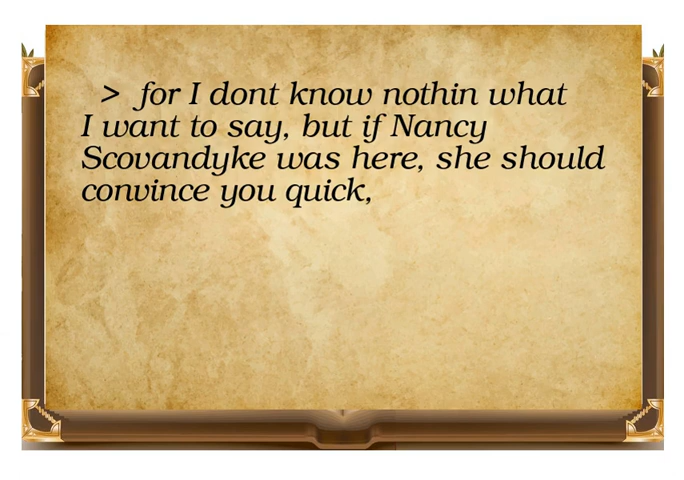 > for I dont know nothin what
I want to say, but if Nancy
Scovandyke was here, she should
convince you quick,